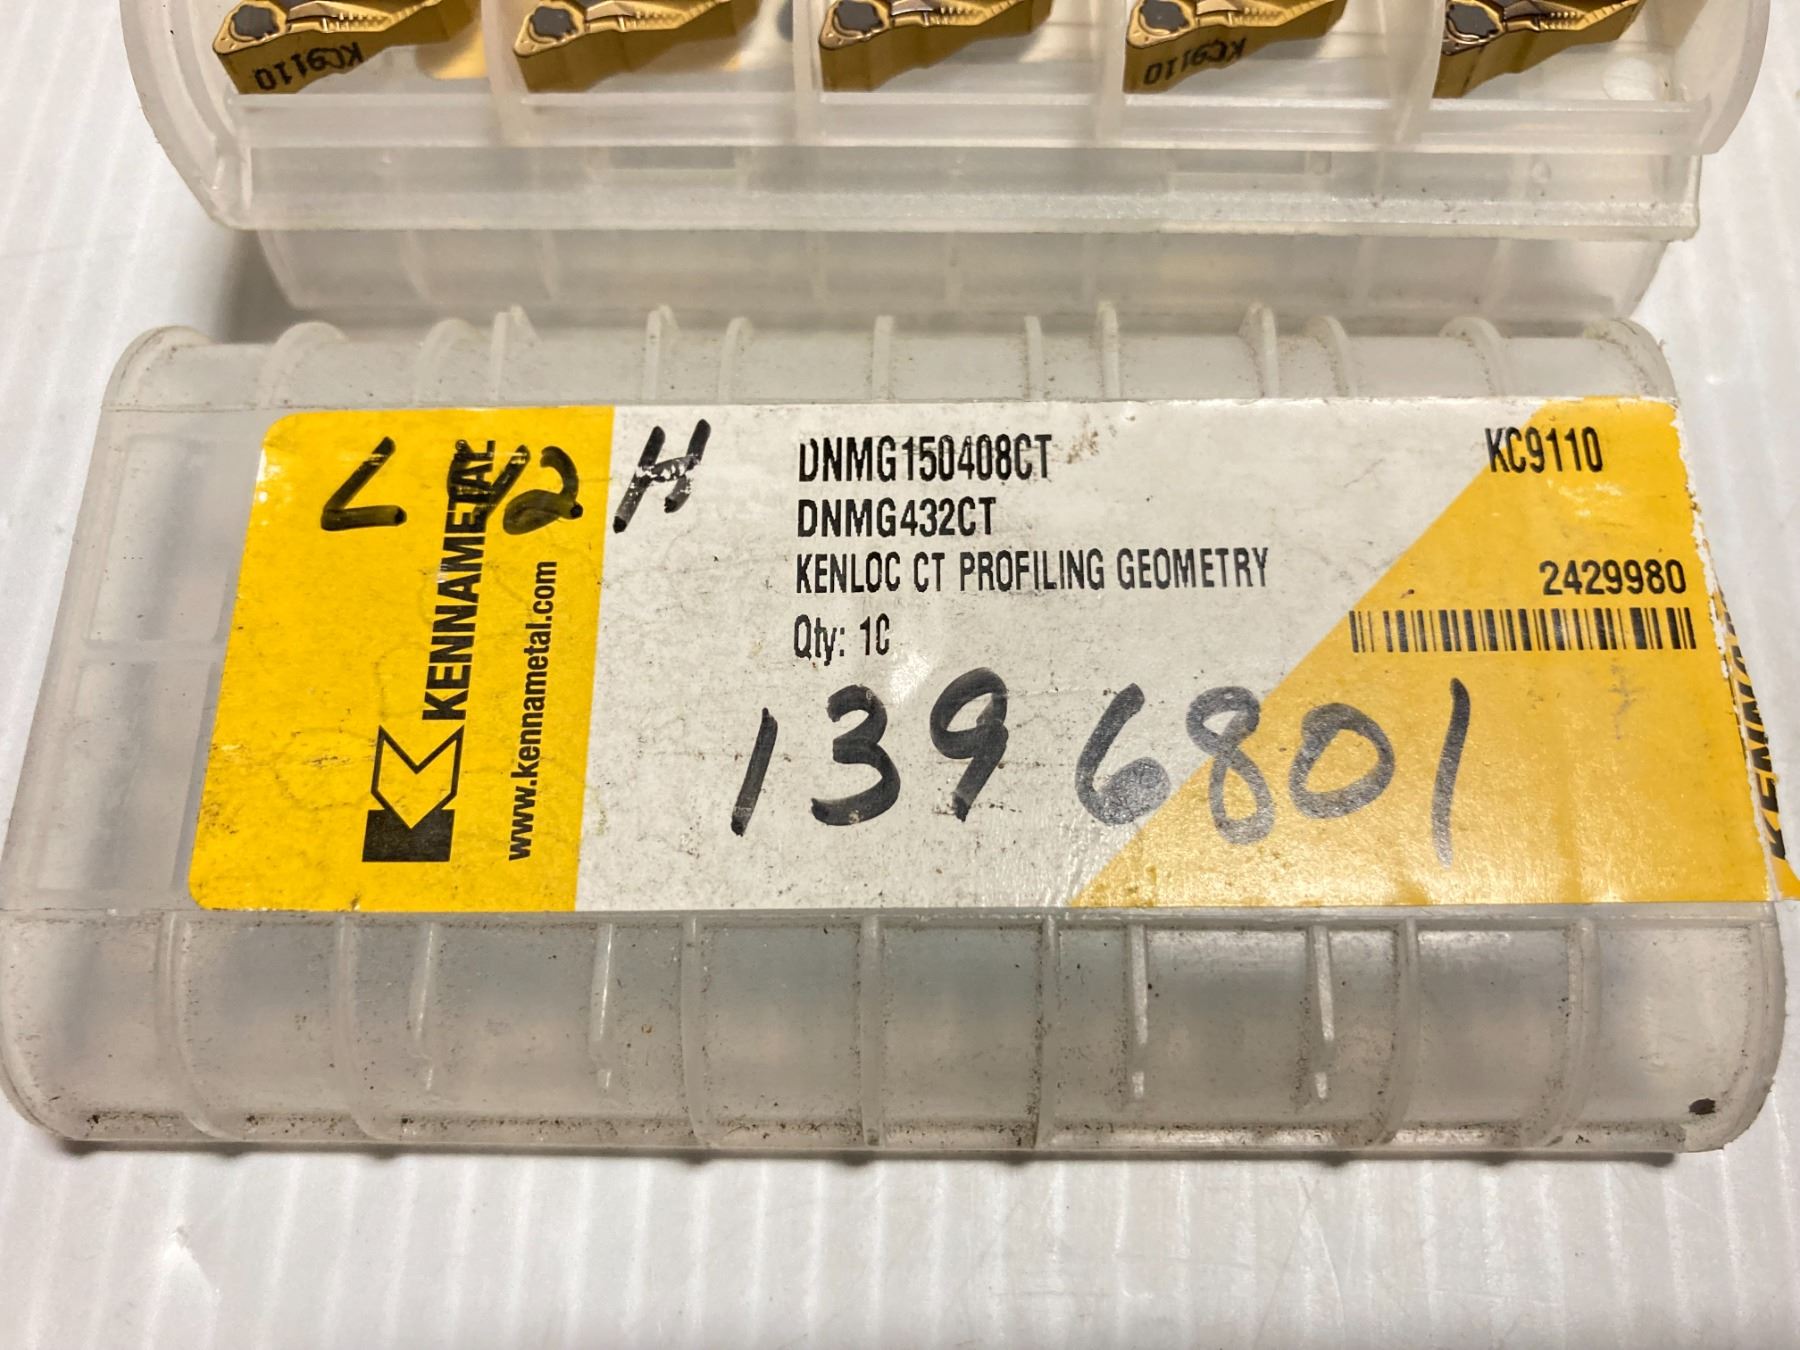 KC9110
KC9110
L
H
KENNAMETAL
www.kennametal.com
DNMG150408CT
DNMG432CT
KENLOC CT PROFILING GEOMETRY
Qty: 10
KC9110
2429980
1396801